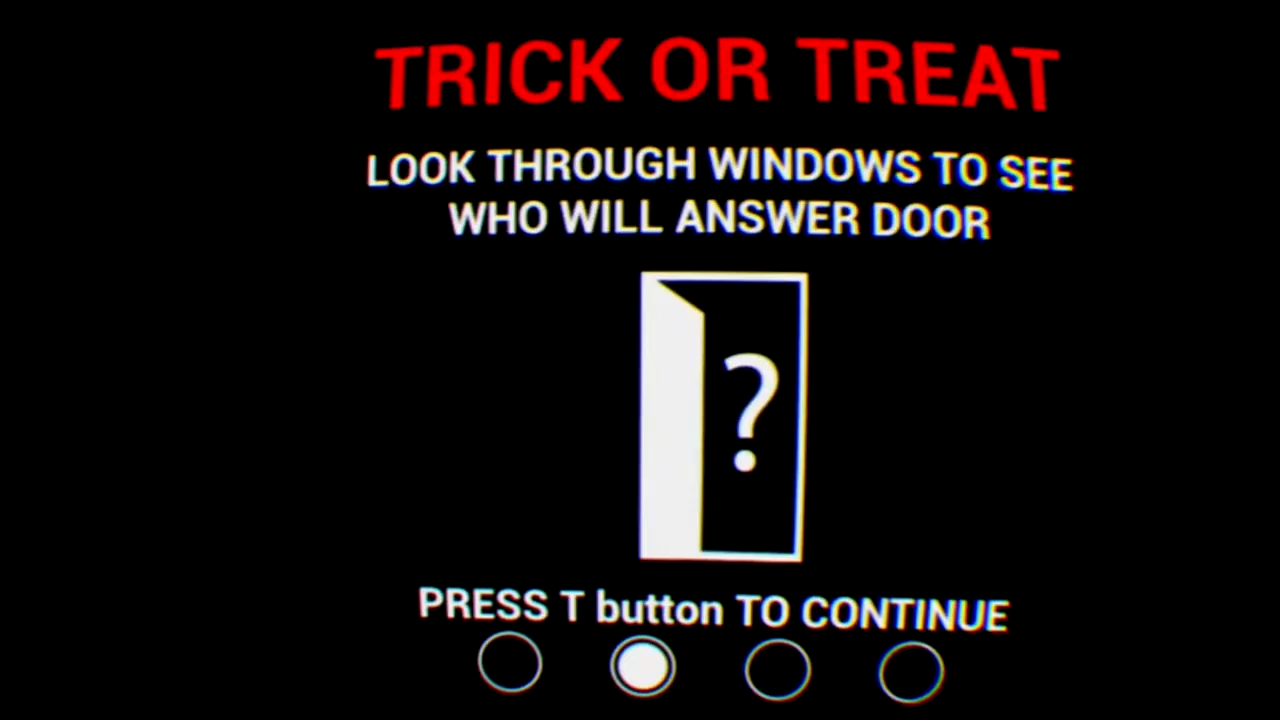 TRICK OR TREAT
LOOK THROUGH WINDOWS TO SEE
WHO WILL ANSWER DOOR
?
PRESS T button TO CONTINUE